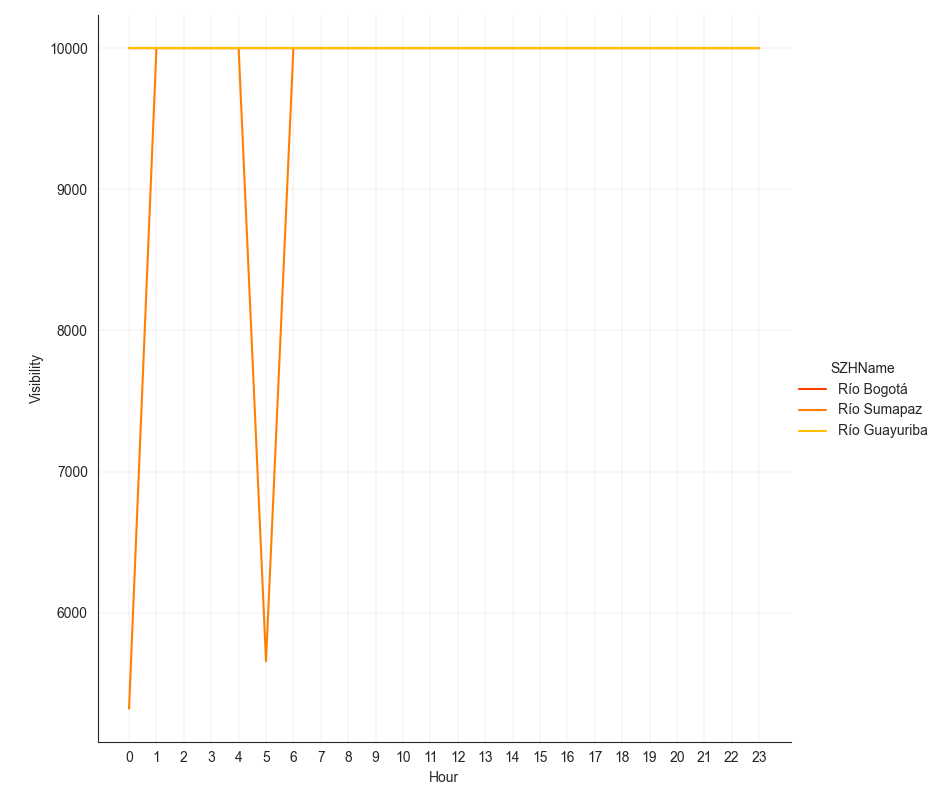 10000
9000
8000
7000
6000
Visibility
0 1 2 3 4 5 6 7 8 9 10 11 12 13 14 15 16 17 18 19 20 21 22 23
Hour
SZHName
Río Bogotá
Río Sumapaz
Río Guayuriba